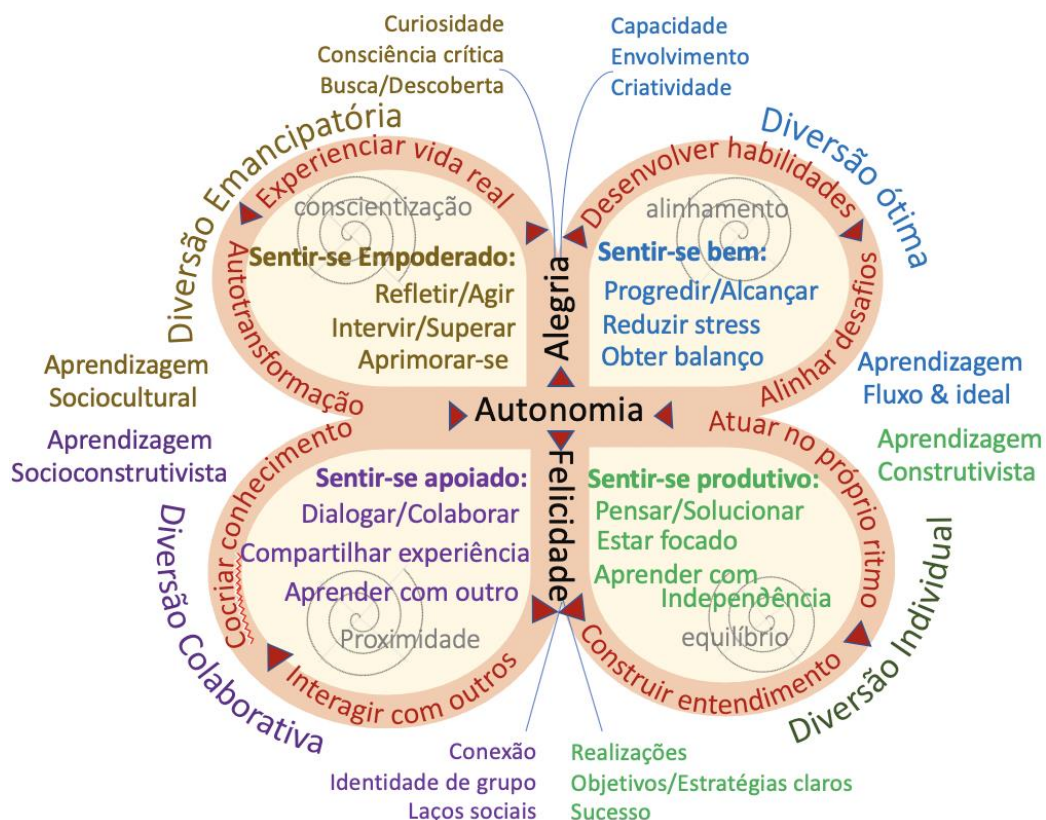 Curiosidade
Consciência crítica
Busca/Descoberta
Capacidade
Envolvimento
Criatividade
Diversão Emancipatória
Experienciar vida real
Autotransformação
conscientização
Sentir-se Empoderado:
Refletir/Agir
Intervir/Superar
Aprimorar-se
Diversão ótima
Desenvolver habilidades
Alinhar desafios
alinhamento
Sentir-se bem:
Progredir/Alcançar
Reduzir stress
Obter balanço
Alegria
Aprendizagem
Sociocultural
Aprendizagem
Fluxo & ideal
Autonomia
Aprendizagem
Socioconstrutivista
Aprendizagem
Construtivista
Felicidade
Cocriar conhecimento
Interagir com outros
Diversão Colaborativa
Sentir-se apoiado:
Dialogar/Colaborar
Compartilhar experiência
Aprender com outro
Proximidade
Atuar no próprio ritmo
Construir entendimento
Diversão Individual
Sentir-se produtivo:
Pensar/Solucionar
Estar focado
Aprender com
Independência
equilíbrio
Conexão
Identidade de grupo
Laços sociais
Realizações
Objetivos/Estratégias claros
Sucesso